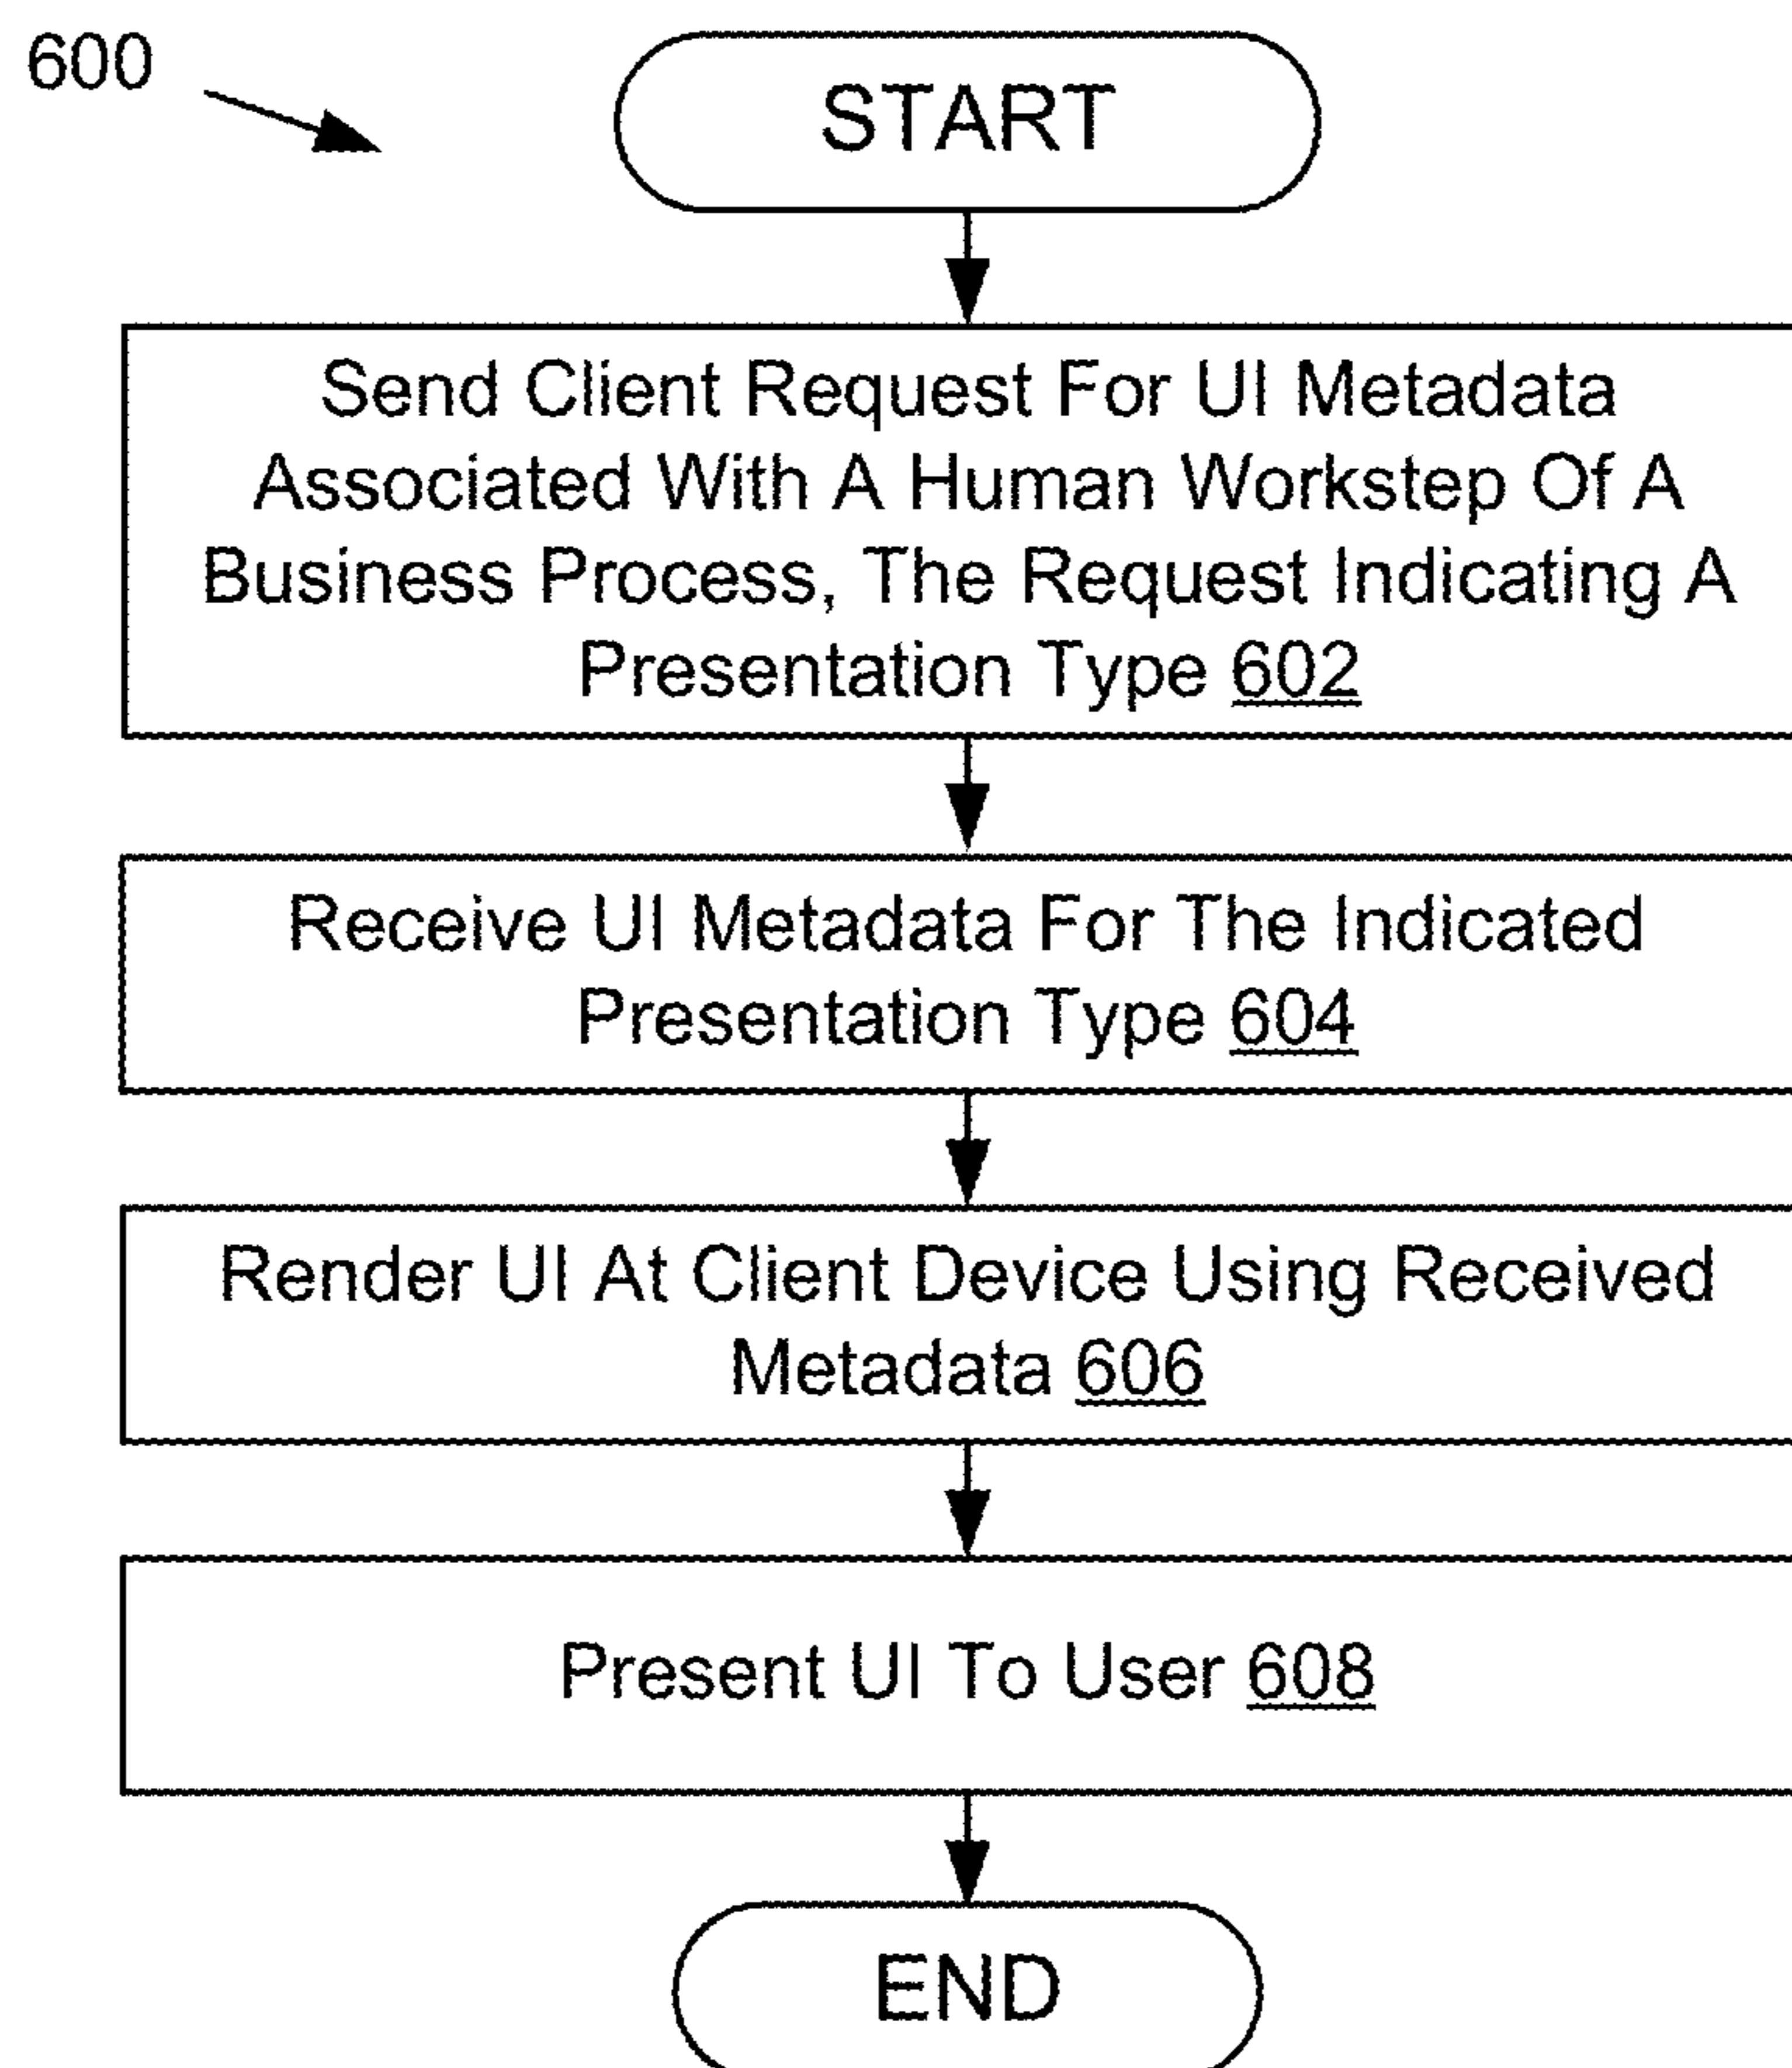 600
START
Send Client Request For UI Metadata
Associated With A Human Workstep Of A
Business Process, The Request Indicating A
Presentation Type 602
Receive UI Metadata For The Indicated
Presentation Type 604
Render UI At Client Device Using Received
Metadata 606
Present UI To User 608
END